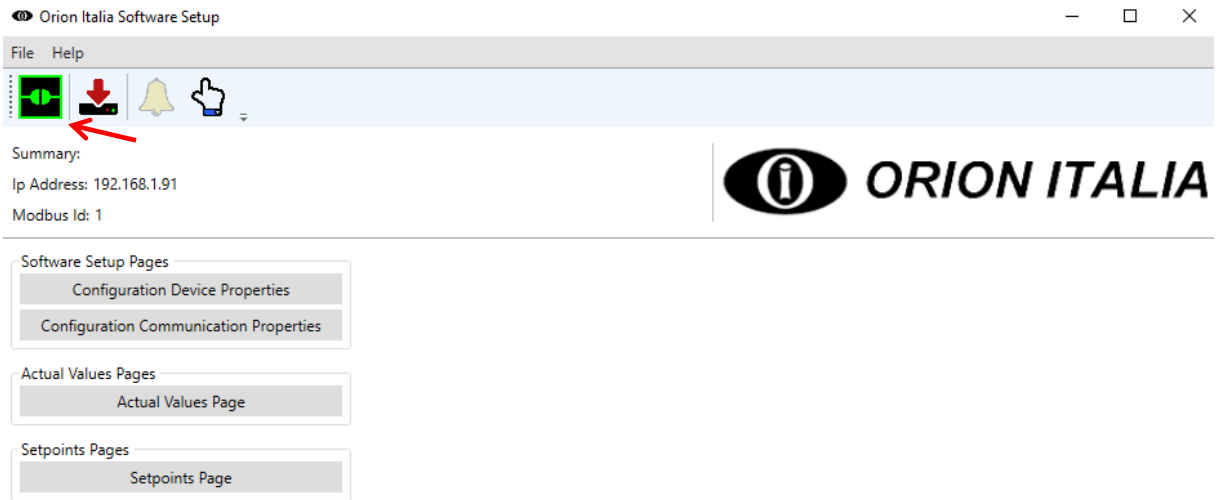 Orion Italia Software Setup
File Help
Summary:
Ip Address: 192.168.1.91
Modbus Id: 1
ORION ITALIA
Software Setup Pages
Configuration Device Properties
Configuration Communication Properties
Actual Values Pages
Actual Values Page
Setpoints Pages
Setpoints Page